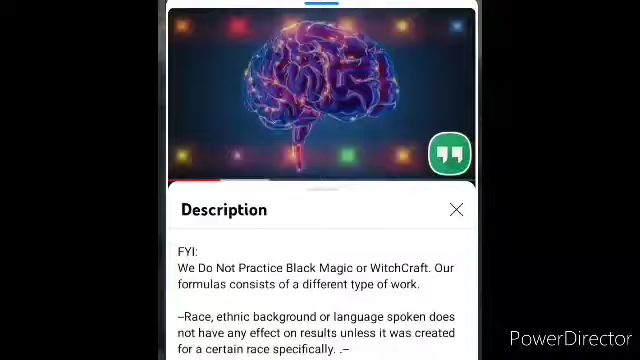 Description
FYI:
We Do Not Practice Black Magic or WitchCraft. Our
formulas consists of a different type of work.
~Race, ethnic background or language spoken does
not have any effect on results unless it was created
for a certain race specifically. .~
PowerDirector